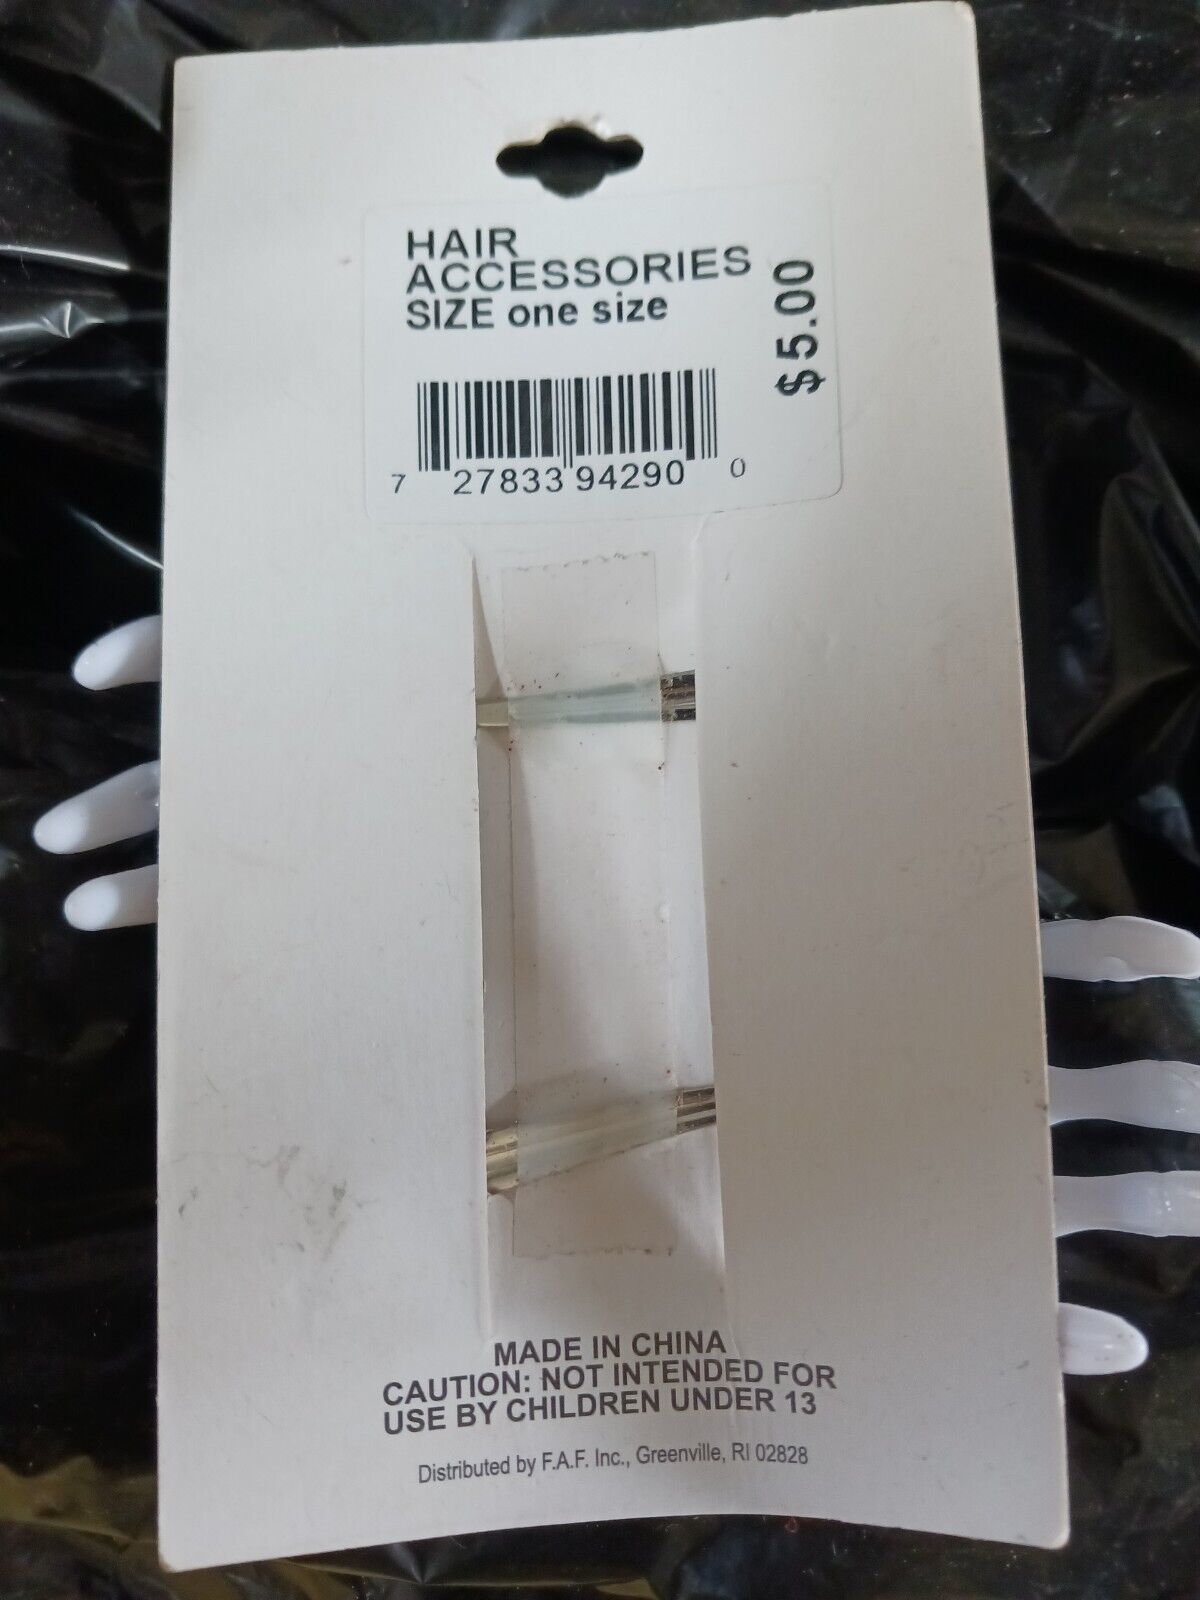 HAIR
ACCESSORIES
SIZE one size
$5.00
7 27833 94290 0
MADE IN CHINA
CAUTION: NOT INTENDED FOR
USE BY CHILDREN UNDER 13
Distributed by F.A.F. Inc., Greenville, RI 02828